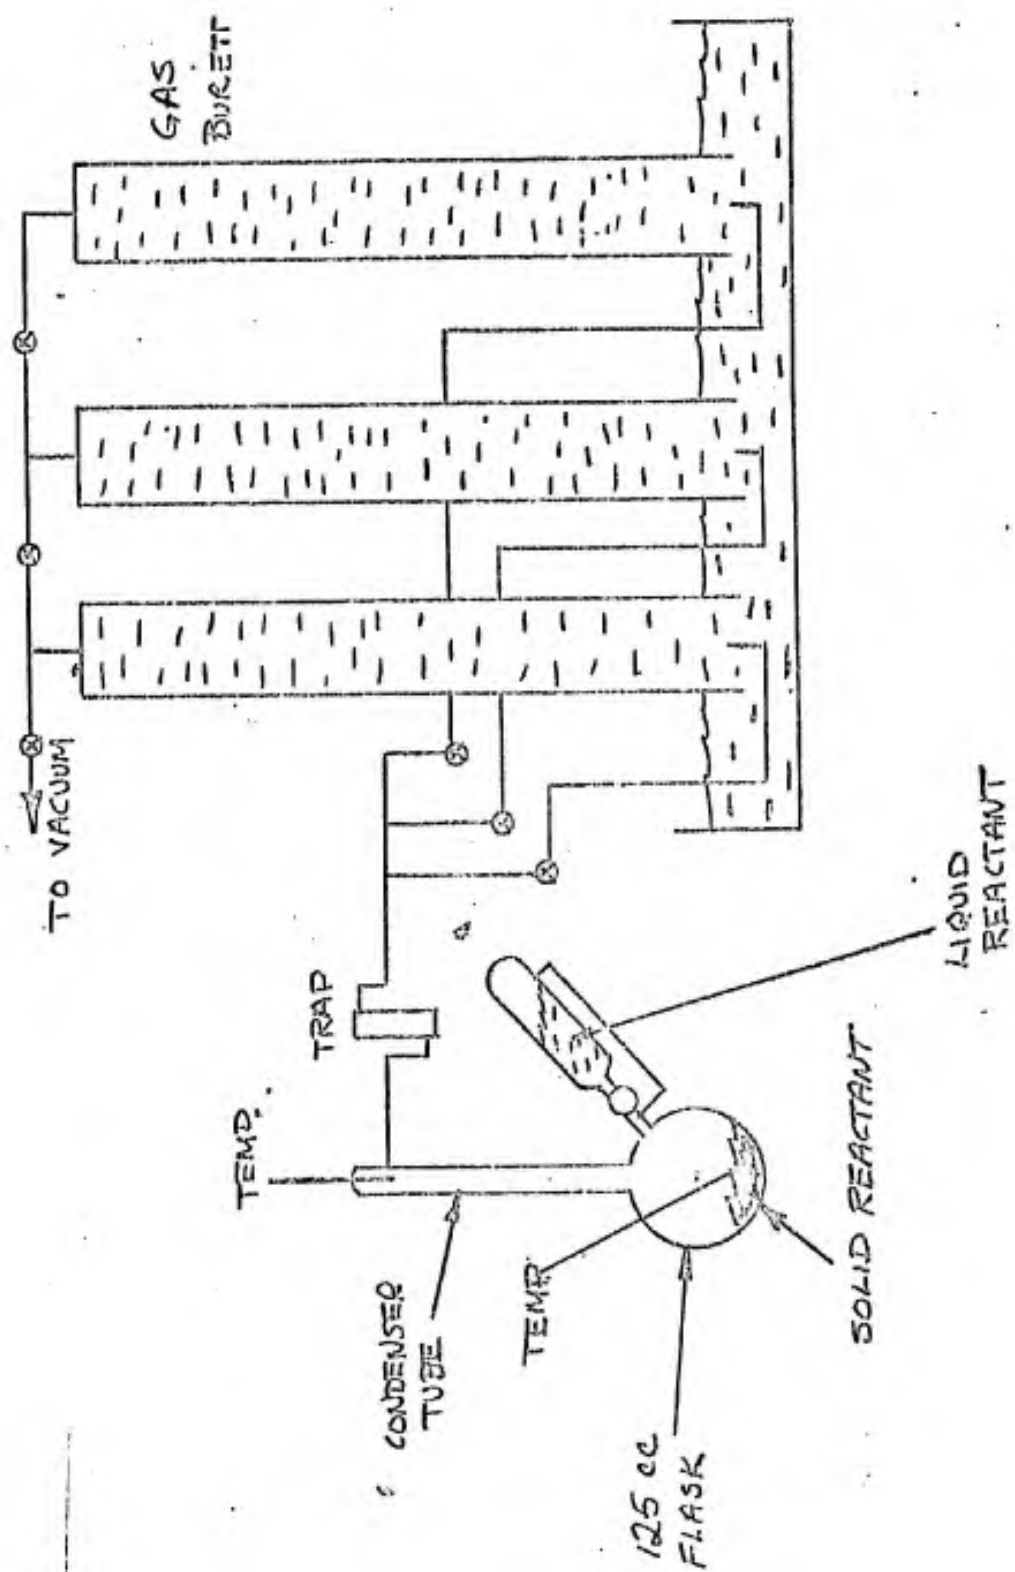 GAS
BURETT
TO VACUUM
TRAP
TEMP.
CONDENSER
TUBE
TEMP.
125 CC
FLASK
SOLID REACTANT
LIQUID
REACTANT